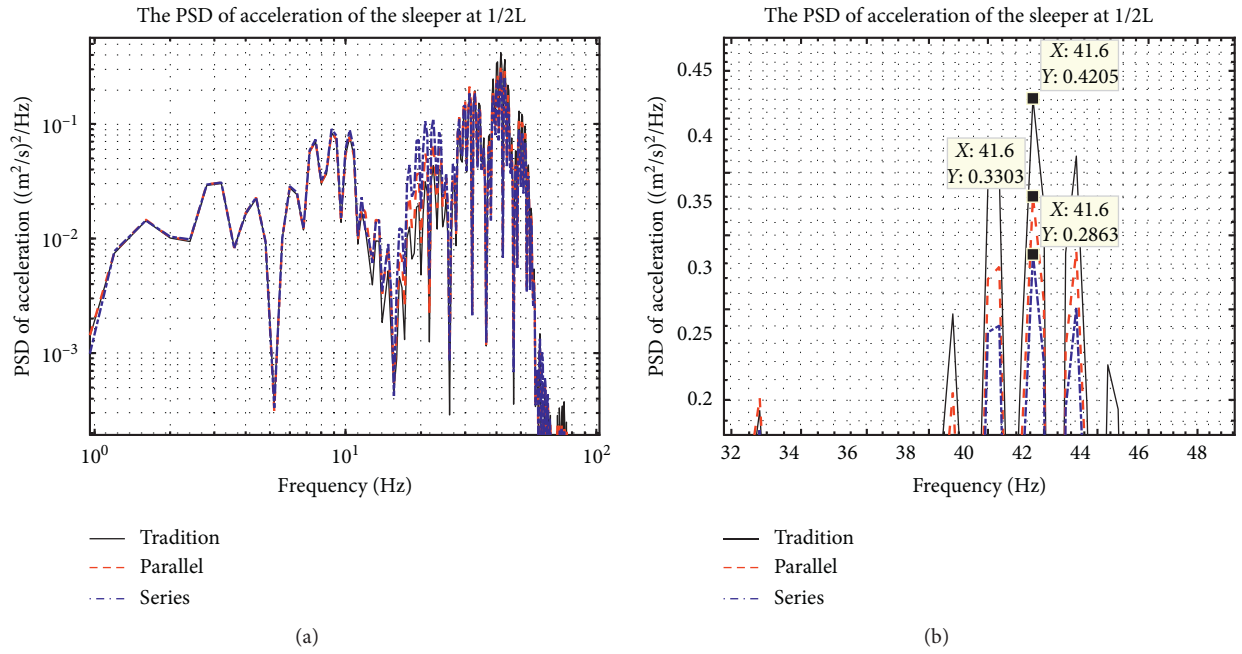 The PSD of acceleration of the sleeper at 1/2L
PSD of acceleration ((m²/s)²/Hz)
10⁻¹
10⁻²
10⁻³
10⁰
10¹
10²
Frequency (Hz)
Tradition
Parallel
Series
(a)
The PSD of acceleration of the sleeper at 1/2L
PSD of acceleration ((m²/s)²/Hz)
0.45
0.4
0.35
0.3
0.25
0.2
X: 41.6
Y: 0.4205
X: 41.6
Y: 0.3303
X: 41.6
Y: 0.2863
32 34 36 38 40 42 44 46 48
Frequency (Hz)
Tradition
Parallel
Series
(b)